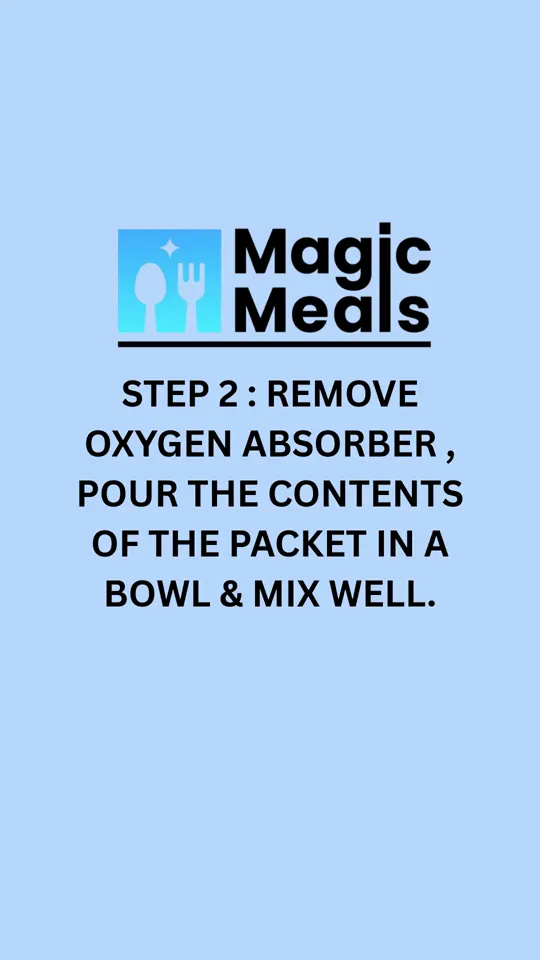 Magic
Meals
STEP 2 : REMOVE
OXYGEN ABSORBER ,
POUR THE CONTENTS
OF THE PACKET IN A
BOWL & MIX WELL.